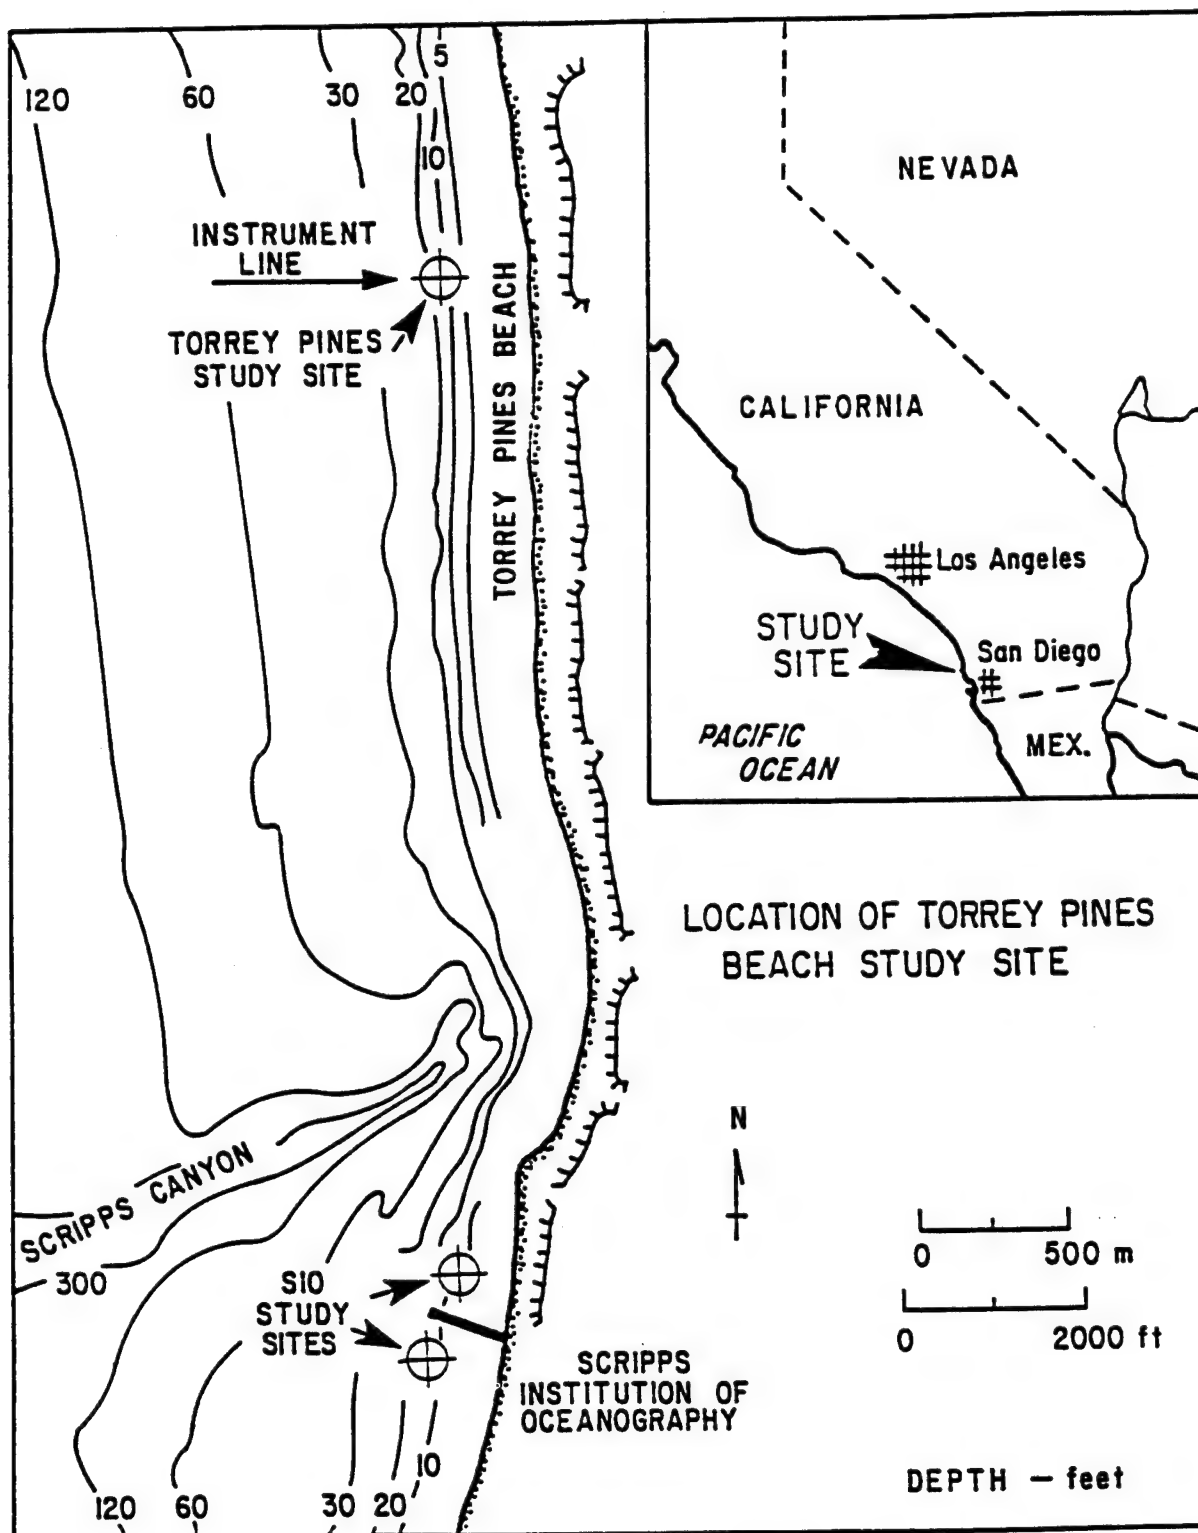 5
120
60
30
20
10
INSTRUMENT
LINE
TORREY PINES
STUDY SITE
TORREY PINES BEACH
NEVADA
CALIFORNIA
Los Angeles
STUDY
SITE
San Diego
PACIFIC
OCEAN
MEX.
LOCATION OF TORREY PINES
BEACH STUDY SITE
N
SCRIPPS CANYON
300
SIO
STUDY
SITES
0 500 m
0 2000 ft
SCRIPPS
INSTITUTION OF
OCEANOGRAPHY
10
120 60 30 20
DEPTH – feet